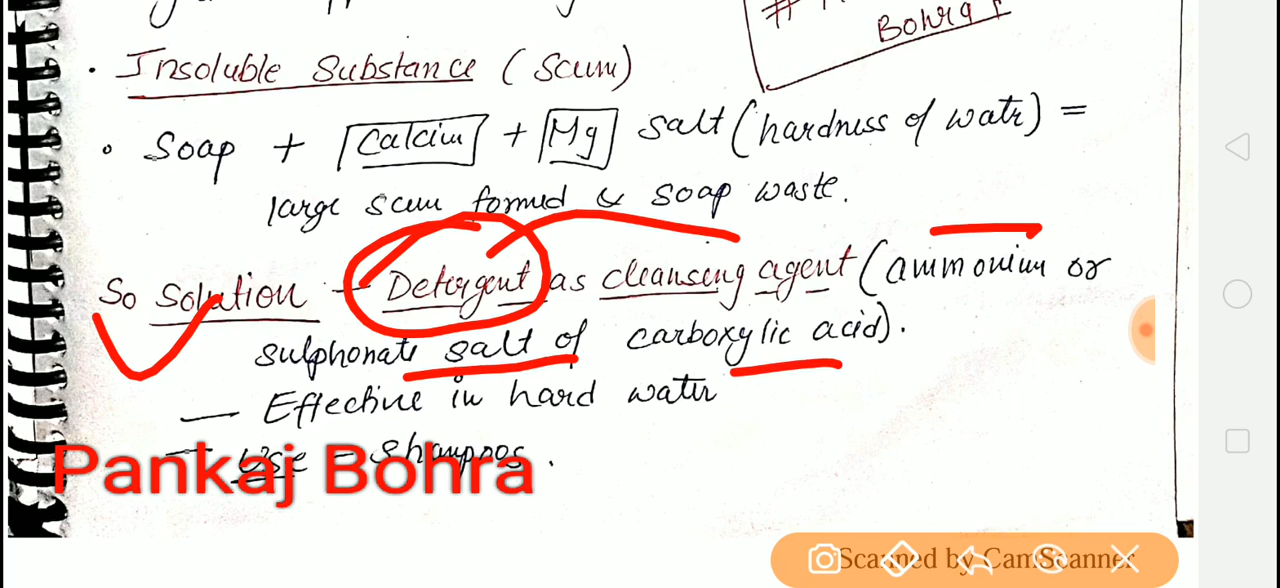 Bohra
. Insoluble Substance (Scum)
• Soap + Calcium + Mg salt (hardness of watr) =
large scum formed & soap waste.
So Solution - Detergent as cleansing agent (ammonium or
sulphonate salt of carboxylic acid).
— Effective in hard water
— Use - Shampoos.
Pankaj Bohra
Scanned by CamScanner